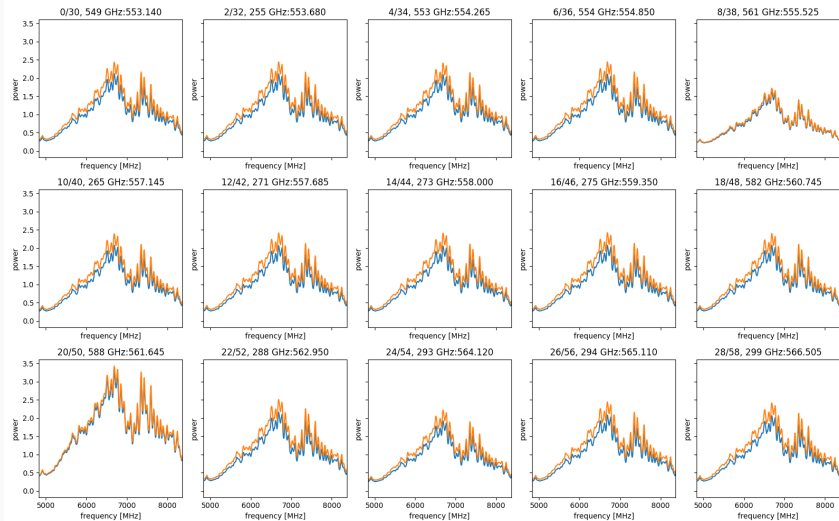 0/30, 549 GHz:553.140
2/32, 255 GHz:553.680
4/34, 553 GHz:554.265
6/36, 554 GHz:554.850
8/38, 561 GHz:555.525
3.5
3.0
2.5
2.0
1.5
1.0
0.5
0.0
power
power
power
power
power
frequency [MHz]
frequency [MHz]
frequency [MHz]
frequency [MHz]
frequency [MHz]
10/40, 265 GHz:557.145
12/42, 271 GHz:557.685
14/44, 273 GHz:558.000
16/46, 275 GHz:559.350
18/48, 582 GHz:560.745
3.5
3.0
2.5
2.0
1.5
1.0
0.5
0.0
power
power
power
power
power
frequency [MHz]
frequency [MHz]
frequency [MHz]
frequency [MHz]
frequency [MHz]
20/50, 588 GHz:561.645
22/52, 288 GHz:562.950
24/54, 293 GHz:564.120
26/56, 294 GHz:565.110
28/58, 299 GHz:566.505
3.5
3.0
2.5
2.0
1.5
1.0
0.5
0.0
power
power
power
power
power
5000 6000 7000 8000
5000 6000 7000 8000
5000 6000 7000 8000
5000 6000 7000 8000
5000 6000 7000 8000
frequency [MHz]
frequency [MHz]
frequency [MHz]
frequency [MHz]
frequency [MHz]